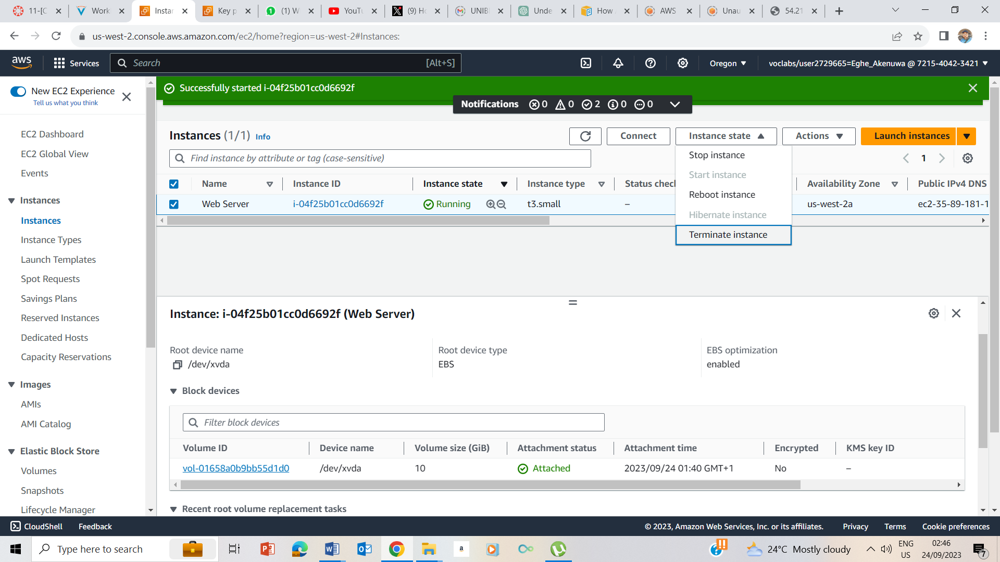 11-[C
Work
Instan
Key p
(1) W
YouTu
(9) Ho
UNIBI
Unde
How
AWS
Unau
54.21
us-west-2.console.aws.amazon.com/ec2/home?region=us-west-2#Instances:
aws
Services
Search
[Alt+S]
Oregon
voclabs/user2729665=Eghe_Akenuwa @ 7215-4042-3421
New EC2 Experience
Tell us what you think
Successfully started i-04f25b01cc0d6692f
Notifications 0 0 2 0 0
EC2 Dashboard
EC2 Global View
Events
Instances
Instances
Instance Types
Launch Templates
Spot Requests
Savings Plans
Reserved Instances
Dedicated Hosts
Capacity Reservations
Images
AMIs
AMI Catalog
Elastic Block Store
Volumes
Snapshots
Lifecycle Manager
Instances (1/1) Info
Connect
Instance state
Actions
Launch instances
Find instance by attribute or tag (case-sensitive)
1
Stop instance
Start instance
Reboot instance
Hibernate instance
Terminate instance
Name Instance ID Instance state Instance type Status check Availability Zone Public IPv4 DNS
Web Server i-04f25b01cc0d6692f Running t3.small – us-west-2a ec2-35-89-181-1
Instance: i-04f25b01cc0d6692f (Web Server)
Root device name
/dev/xvda
Root device type
EBS
EBS optimization
enabled
Block devices
Filter block devices
Volume ID Device name Volume size (GiB) Attachment status Attachment time Encrypted KMS key ID
vol-01658a0b9bb55d1d0 /dev/xvda 10 Attached 2023/09/24 01:40 GMT+1 No –
Recent root volume replacement tasks
CloudShell Feedback
© 2023, Amazon Web Services, Inc. or its affiliates.
Privacy Terms Cookie preferences
Type here to search
24°C Mostly cloudy
ENG
US
02:46
24/09/2023
7